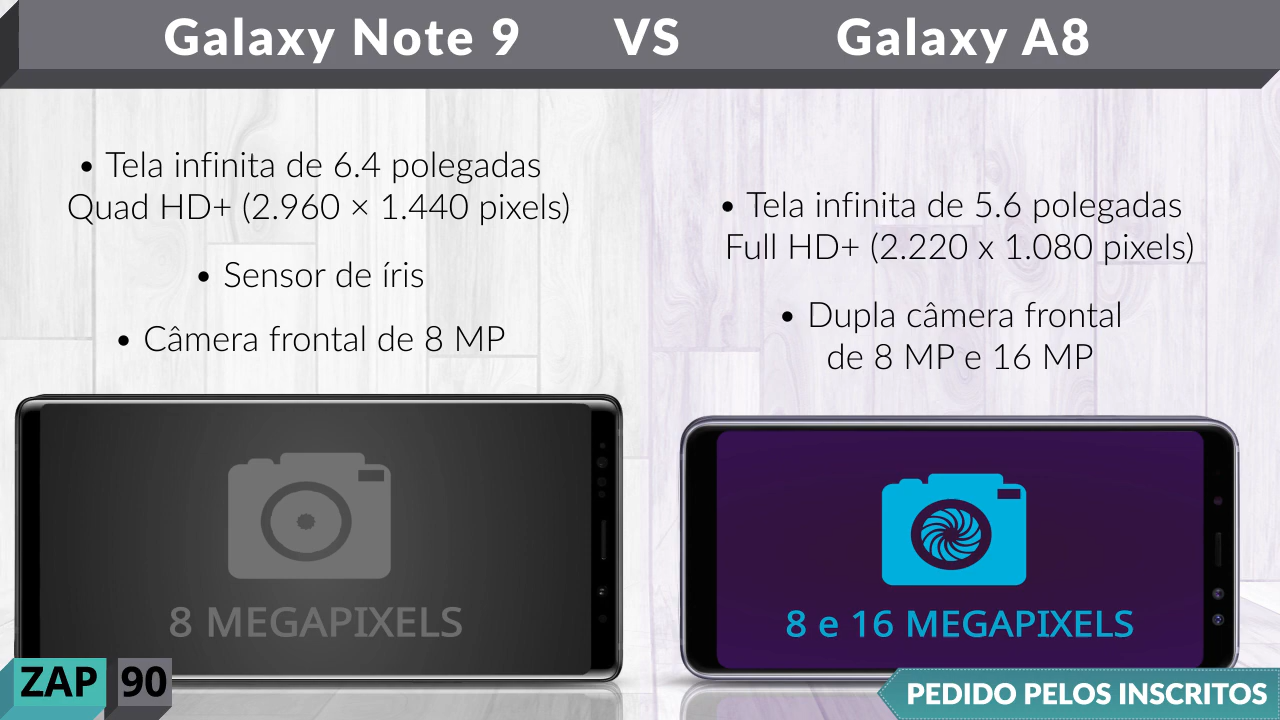 Galaxy Note 9 VS Galaxy A8
• Tela infinita de 6.4 polegadas
Quad HD+ (2.960 × 1.440 pixels)
• Sensor de íris
• Câmera frontal de 8 MP
• Tela infinita de 5.6 polegadas
Full HD+ (2.220 x 1.080 pixels)
• Dupla câmera frontal
de 8 MP e 16 MP
8 MEGAPIXELS
8 e 16 MEGAPIXELS
ZAP 90
PEDIDO PELOS INSCRITOS